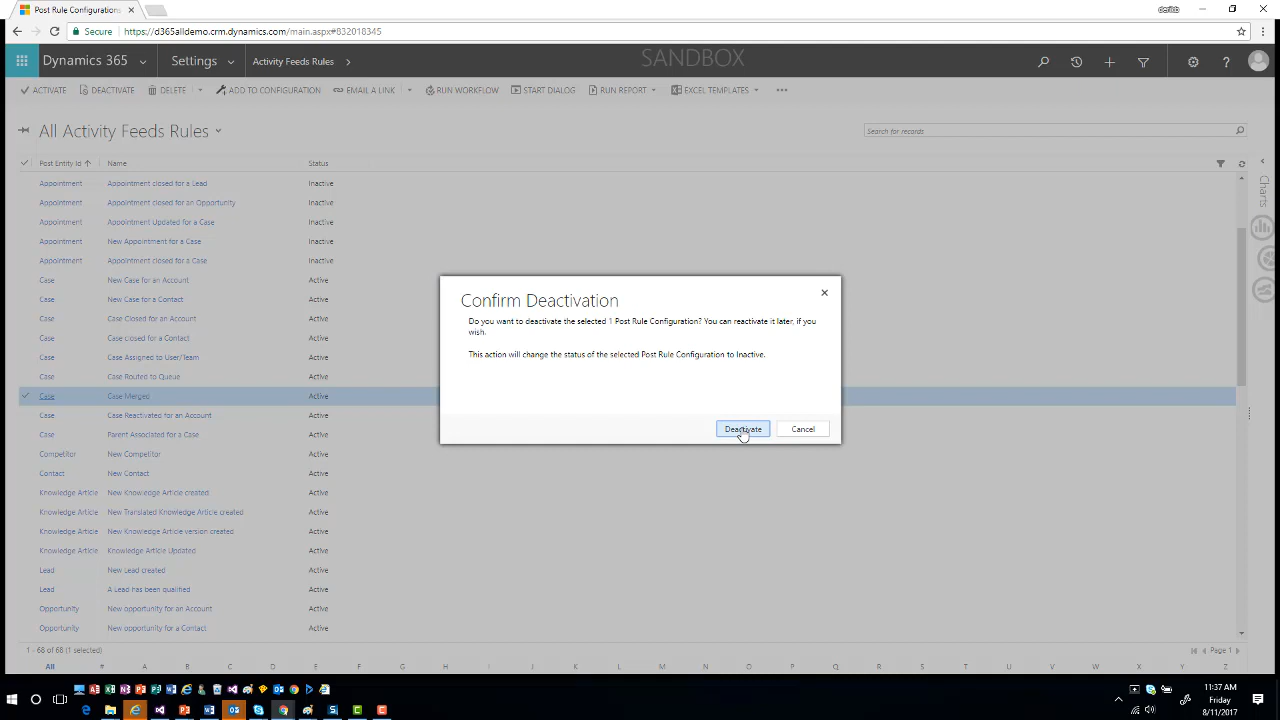 Post Rule Configurations
deribb
Secure
https://d365alldemo.crm.dynamics.com/main.aspx#832018345
Dynamics 365
Settings
Activity Feeds Rules
SANDBOX
ACTIVATE
DEACTIVATE
DELETE
ADD TO CONFIGURATION
EMAIL A LINK
RUN WORKFLOW
START DIALOG
RUN REPORT
EXCEL TEMPLATES
All Activity Feeds Rules
Search for records
Post Entity Id Name Status
Appointment Appointment closed for a Lead Inactive
Appointment Appointment closed for an Opportunity Inactive
Appointment Appointment Updated for a Case Inactive
Appointment New Appointment for a Case Inactive
Appointment Appointment closed for a Case Inactive
Case New Case for an Account Active
Case New Case for a Contact Active
Case Case Closed for an Account Active
Case Case closed for a Contact Active
Case Case Assigned to User/Team Active
Case Case Routed to Queue Active
Case Case Merged Active
Case Case Reactivated for an Account Active
Case Parent Associated for a Case Active
Competitor New Competitor Active
Contact New Contact Active
Knowledge Article New Knowledge Article created Active
Knowledge Article New Translated Knowledge Article created Active
Knowledge Article New Knowledge Article version created Active
Knowledge Article Knowledge Article Updated Active
Lead New Lead created Active
Lead A Lead has been qualified Active
Opportunity New opportunity for an Account Active
Opportunity New opportunity for a Contact Active
Charts
Confirm Deactivation
Do you want to deactivate the selected 1 Post Rule Configuration? You can reactivate it later, if you
wish.
This action will change the status of the selected Post Rule Configuration to Inactive.
Deactivate
Cancel
1 - 68 of 68 (1 selected)
Page 1
All # A B C D E F G H I J K L M N O P Q R S T U V W X Y Z
11:37 AM
Friday
8/11/2017